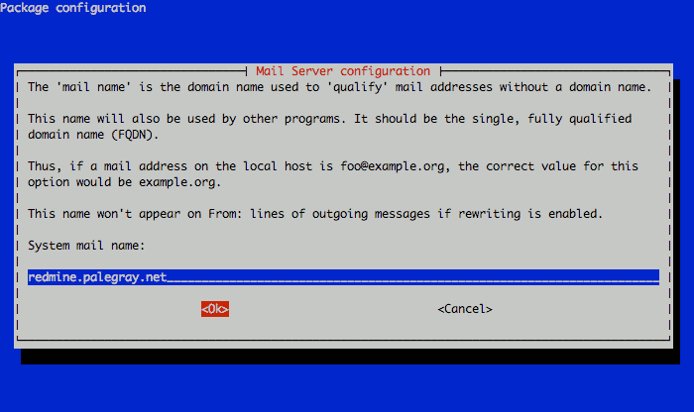 Package configuration
Mail Server configuration
The 'mail name' is the domain name used to 'qualify' mail addresses without a domain name.
This name will also be used by other programs. It should be the single, fully qualified
domain name (FQDN).
Thus, if a mail address on the local host is foo@example.org, the correct value for this
option would be example.org.
This name won't appear on From: lines of outgoing messages if rewriting is enabled.
System mail name:
redmine.palegray.net
<Ok> <Cancel>